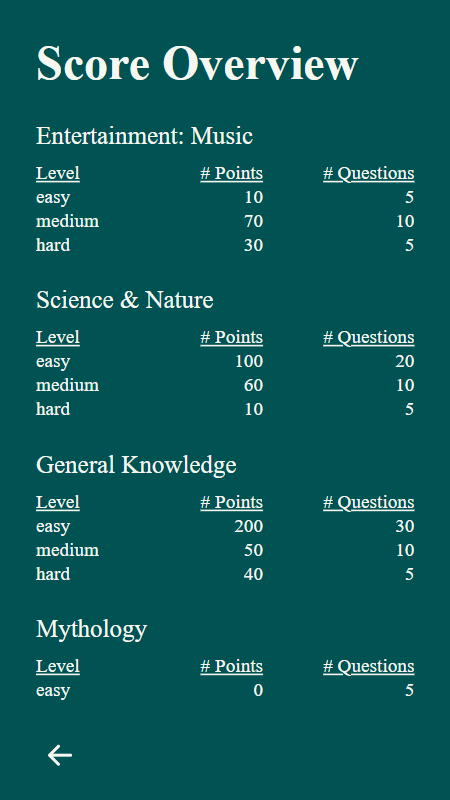 Score Overview
Entertainment: Music
Level # Points # Questions
easy 10 5
medium 70 10
hard 30 5
Science & Nature
Level # Points # Questions
easy 100 20
medium 60 10
hard 10 5
General Knowledge
Level # Points # Questions
easy 200 30
medium 50 10
hard 40 5
Mythology
Level # Points # Questions
easy 0 5